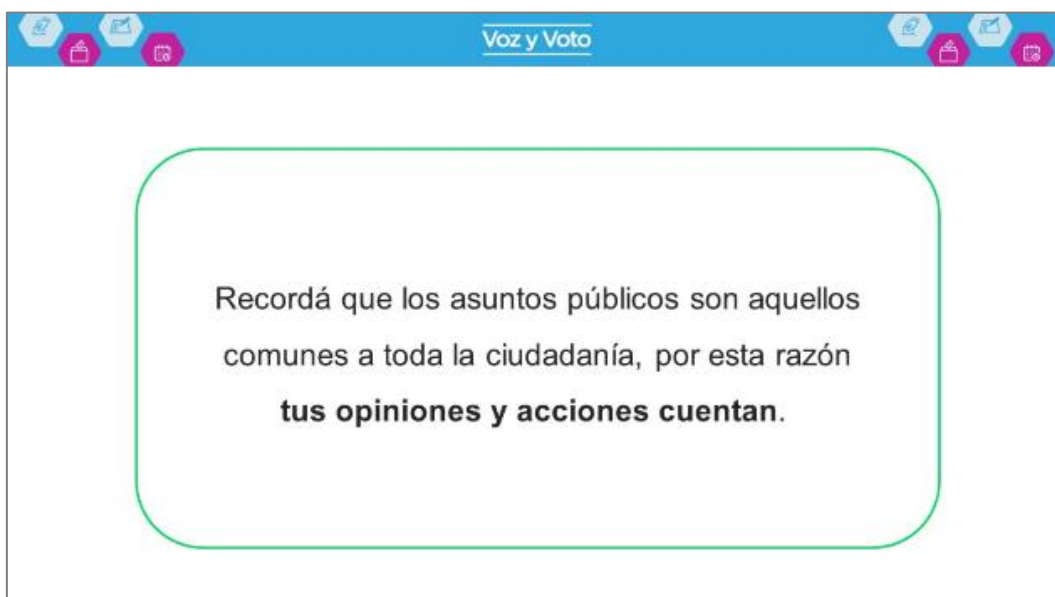 Voz y Voto
Recordá que los asuntos públicos son aquellos
comunes a toda la ciudadanía, por esta razón
tus opiniones y acciones cuentan.